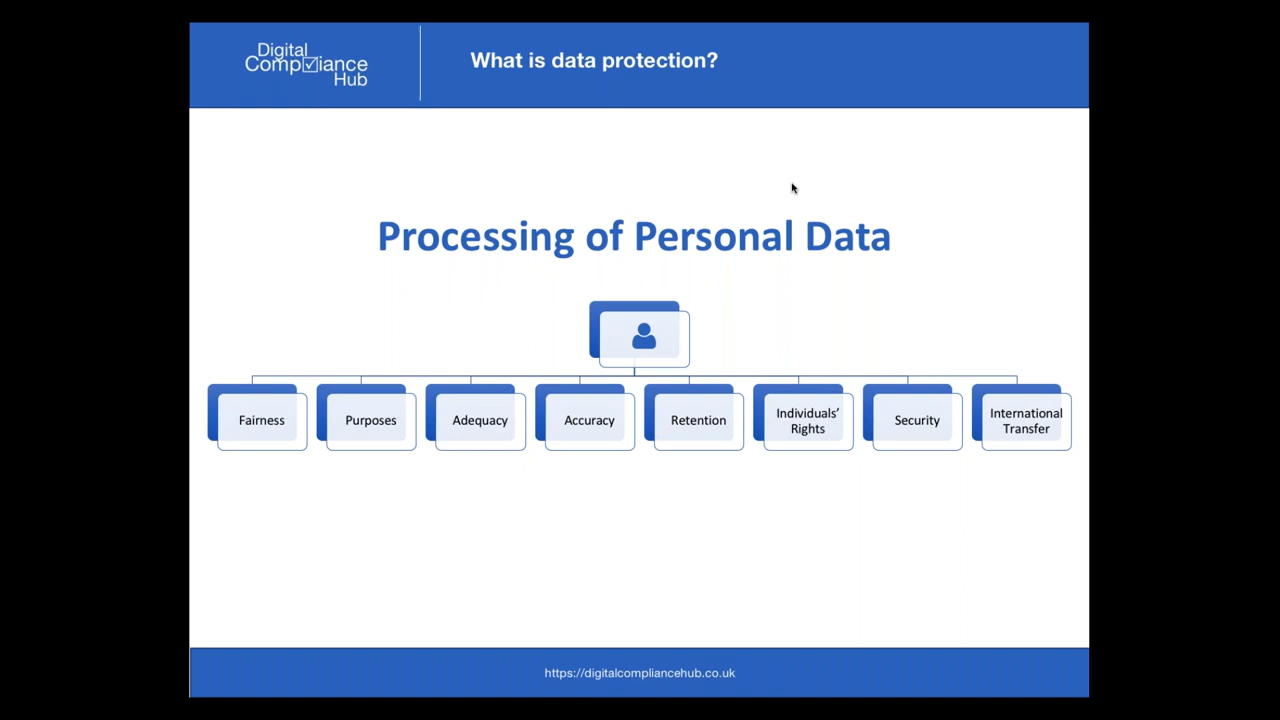 Digital
Compliance
Hub
What is data protection?
Processing of Personal Data
Fairness
Purposes
Adequacy
Accuracy
Retention
Individuals’
Rights
Security
International
Transfer
https://digitalcompliancehub.co.uk